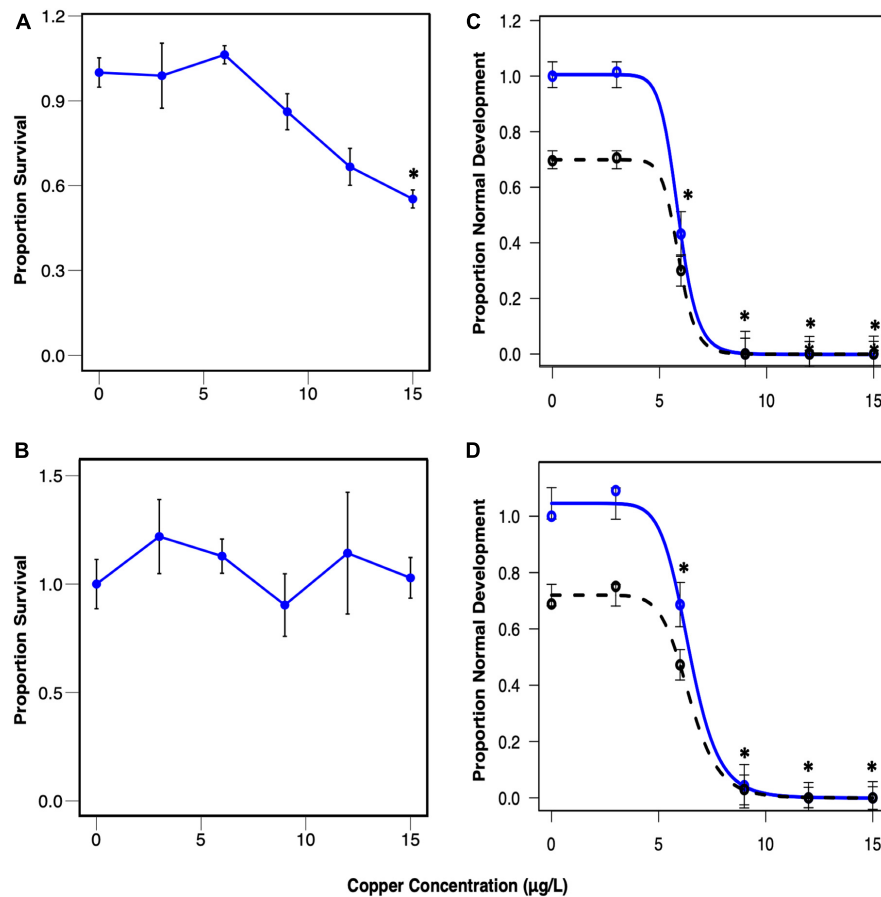 A
Proportion Survival
1.2
0.9
0.6
0.3
0.0
0 5 10 15
*
C
Proportion Normal Development
1.2
1.0
0.8
0.6
0.4
0.2
0.0
0 5 10 15
* * * *
* *
B
Proportion Survival
1.5
1.0
0.5
0.0
0 5 10 15
D
Proportion Normal Development
1.0
0.8
0.6
0.4
0.2
0.0
0 5 10 15
* * * *
Copper Concentration (µg/L)